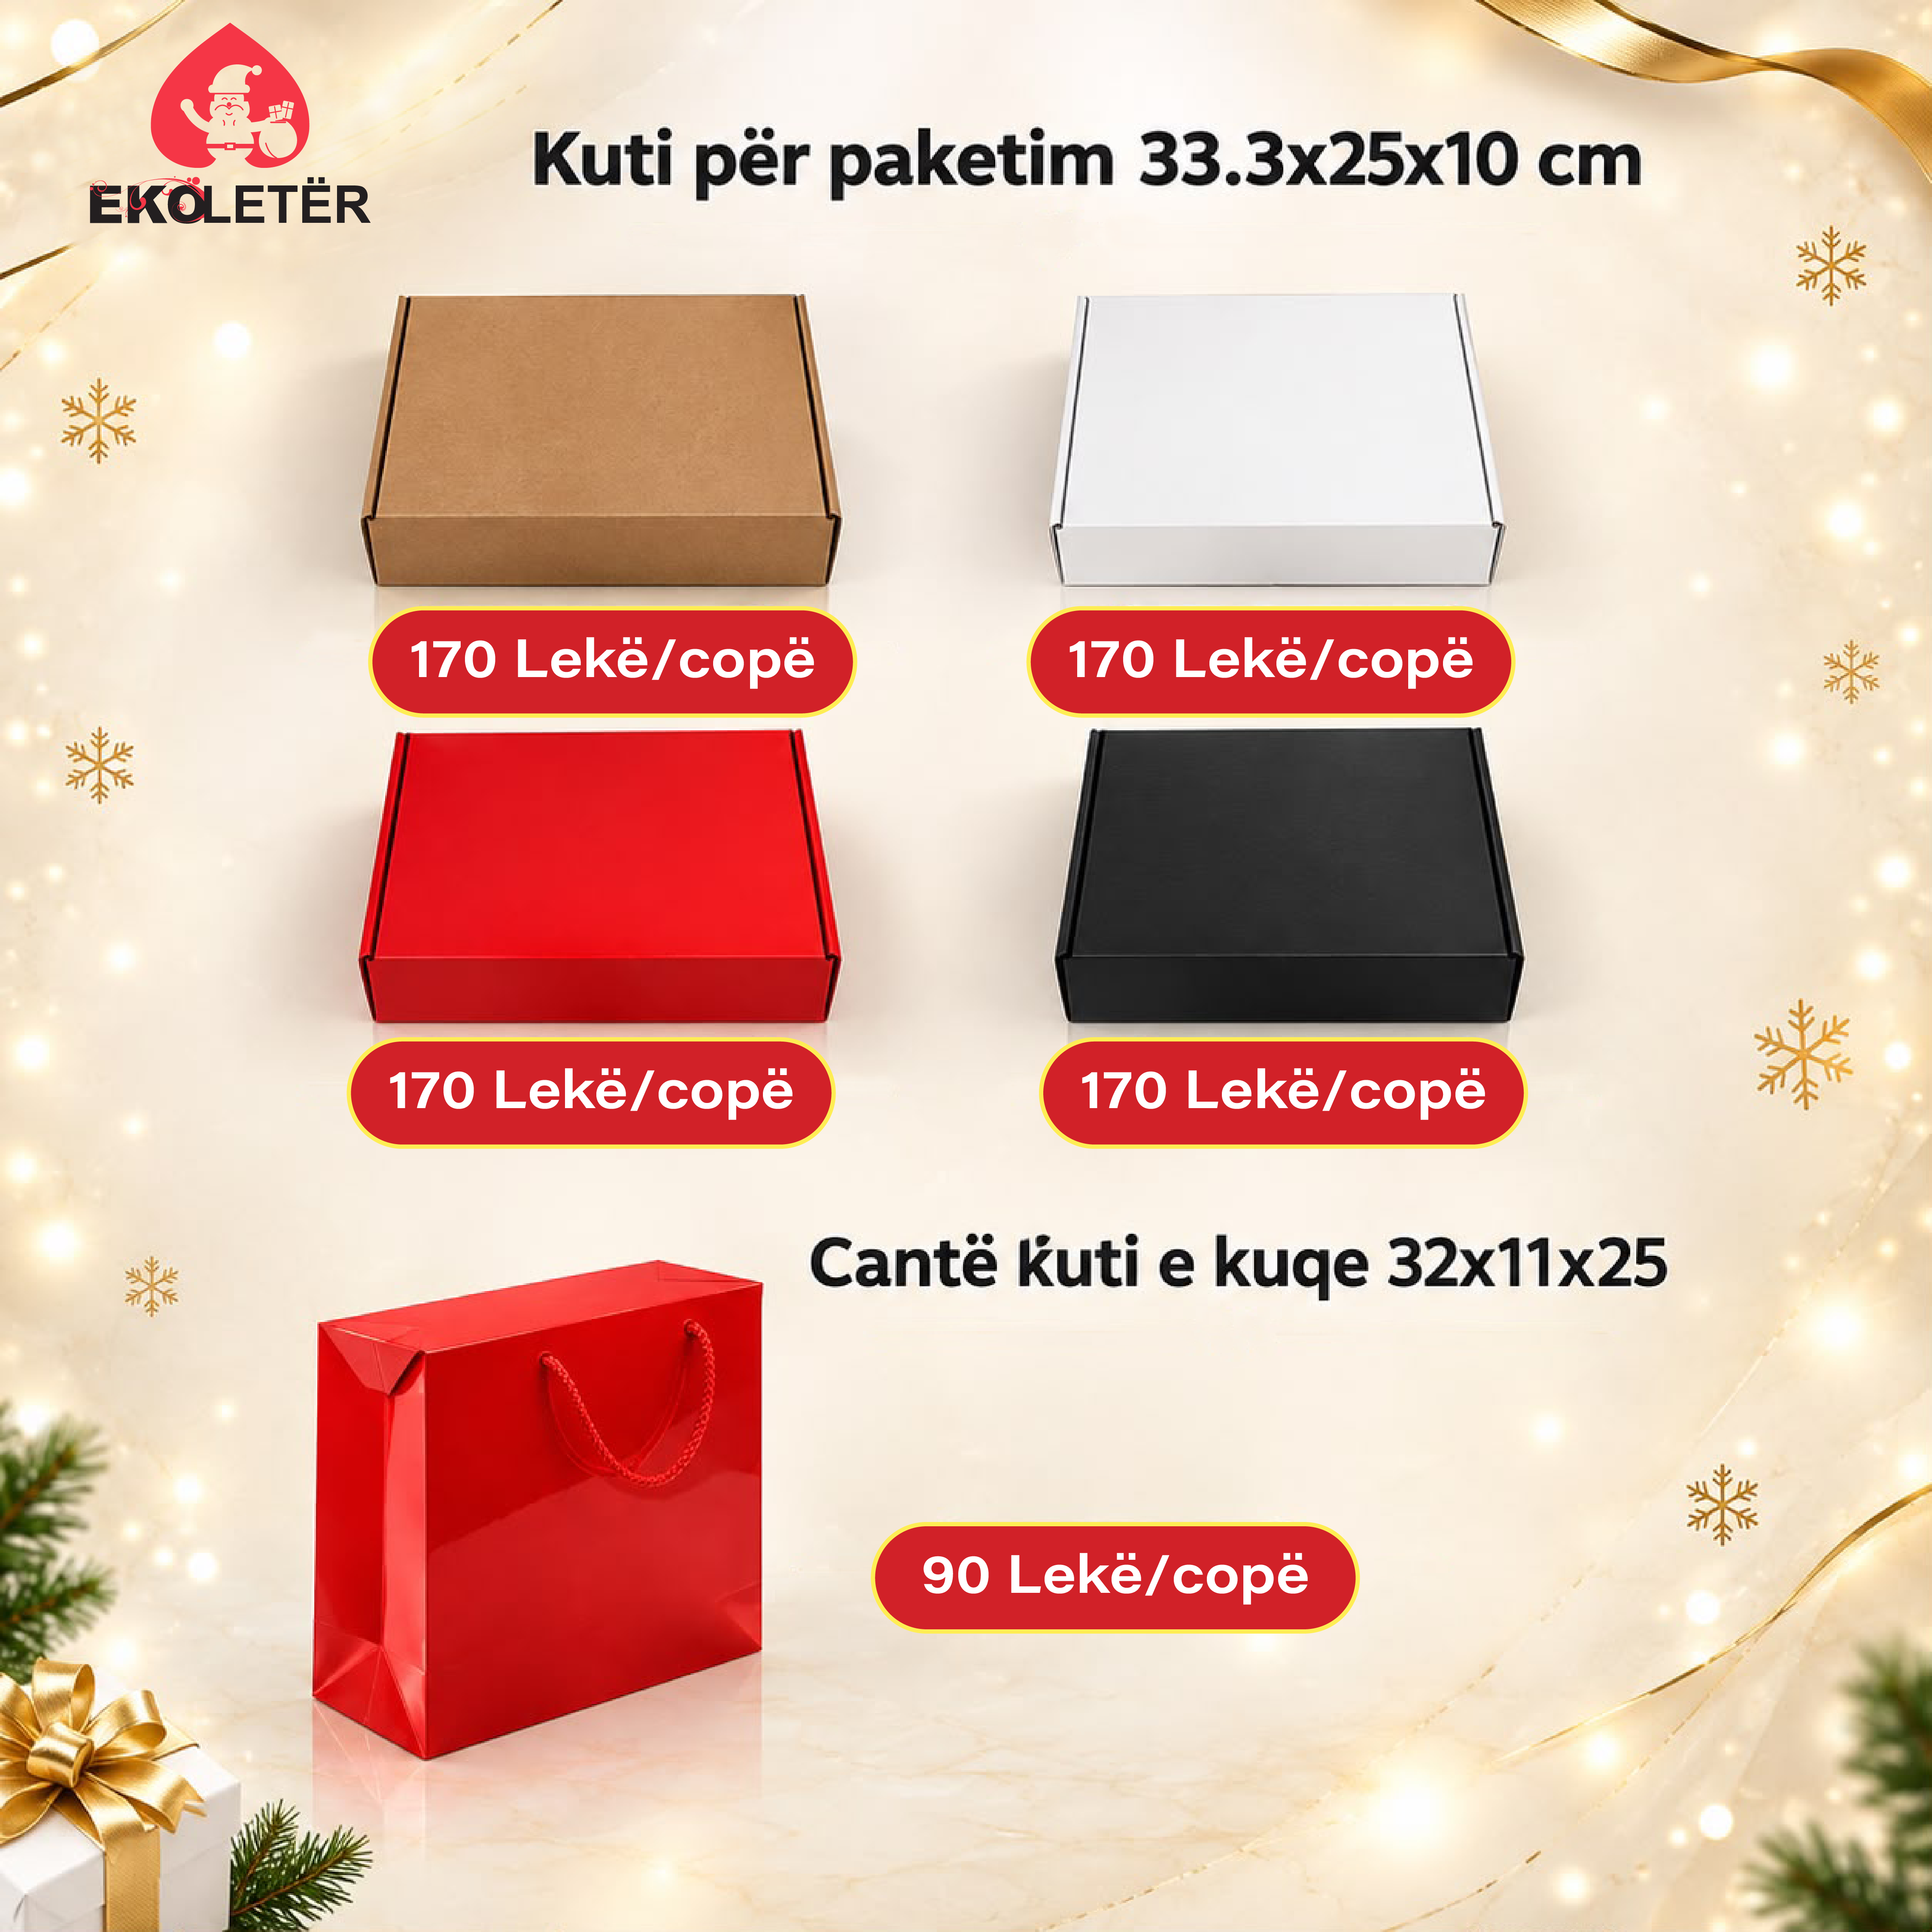 EKOLETËR
Kuti për paketim 33.3x25x10 cm
170 Lekë/copë
170 Lekë/copë
170 Lekë/copë
170 Lekë/copë
Cantë kuti e kuqe 32x11x25
90 Lekë/copë